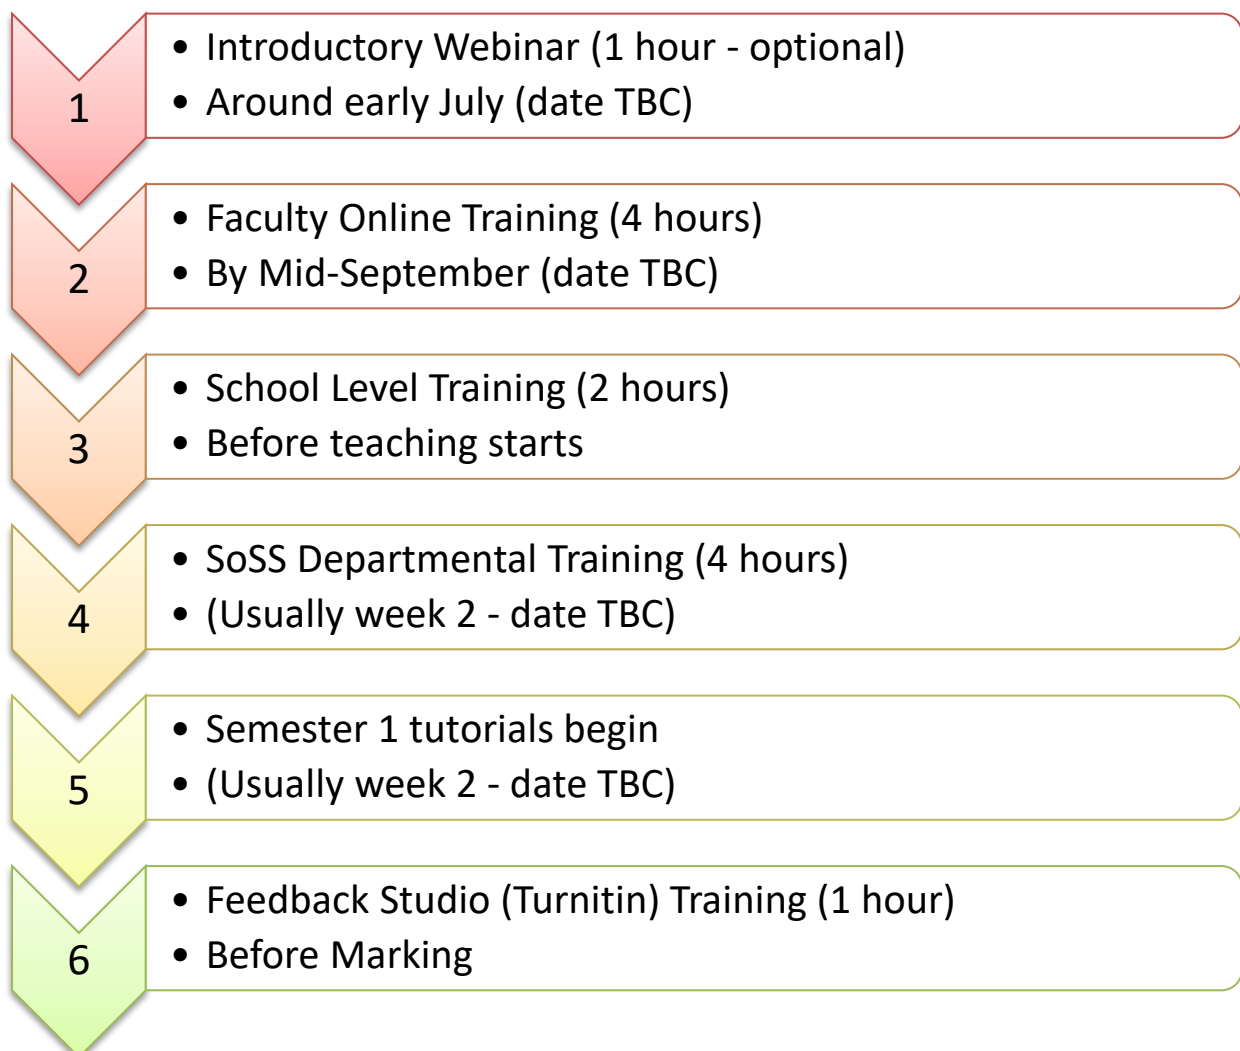 1
• Introductory Webinar (1 hour - optional)
• Around early July (date TBC)
2
• Faculty Online Training (4 hours)
• By Mid-September (date TBC)
3
• School Level Training (2 hours)
• Before teaching starts
4
• SoSS Departmental Training (4 hours)
• (Usually week 2 - date TBC)
5
• Semester 1 tutorials begin
• (Usually week 2 - date TBC)
6
• Feedback Studio (Turnitin) Training (1 hour)
• Before Marking